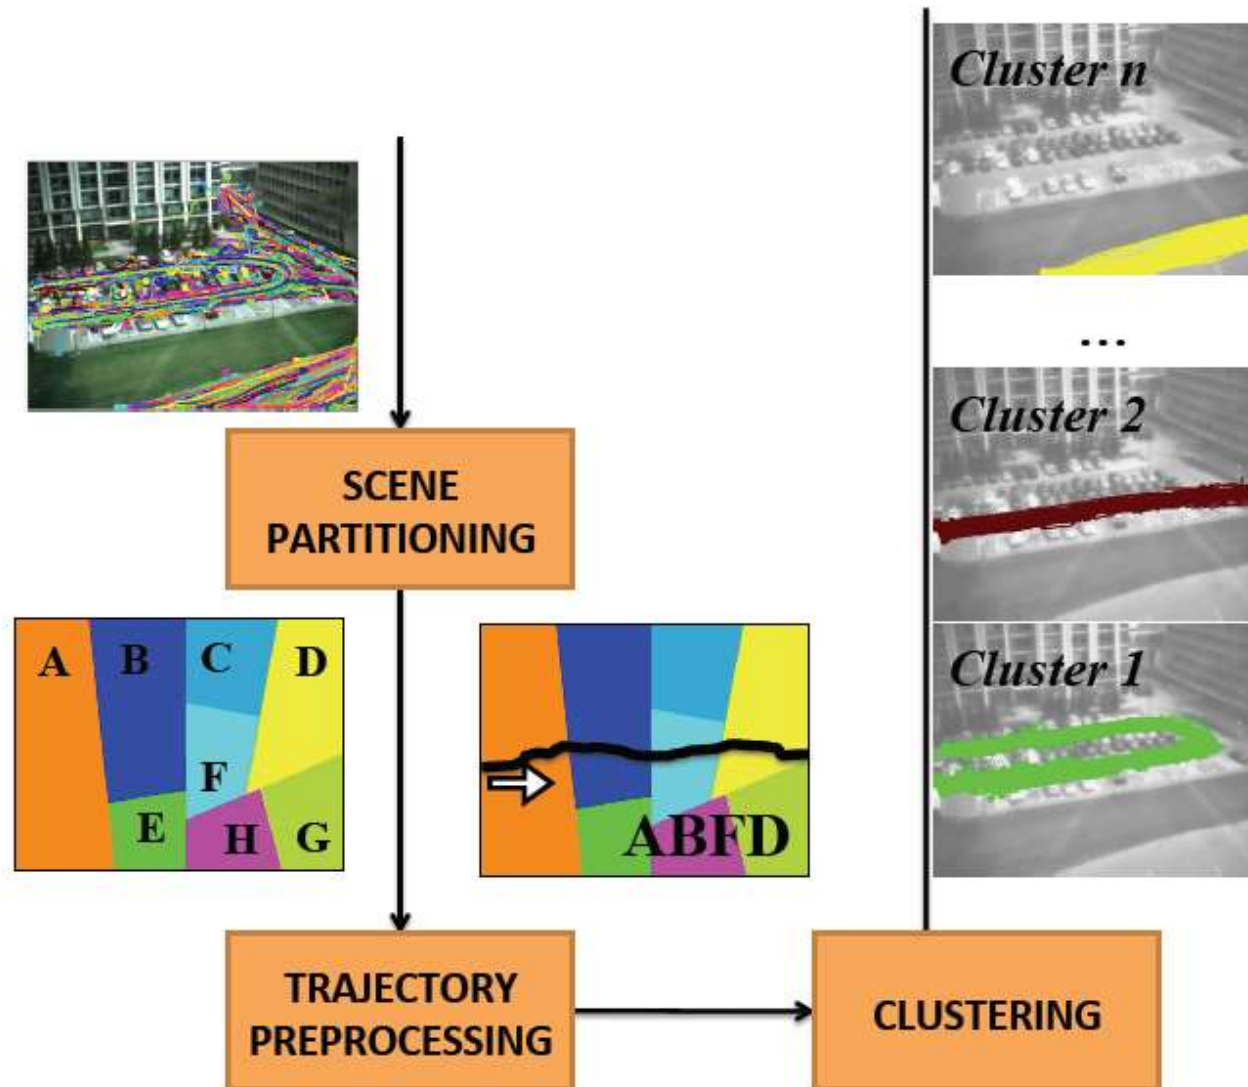 Cluster n
...
SCENE
PARTITIONING
Cluster 2
A
B
C
D
E
F
H
G
ABFD
Cluster 1
TRAJECTORY
PREPROCESSING
CLUSTERING